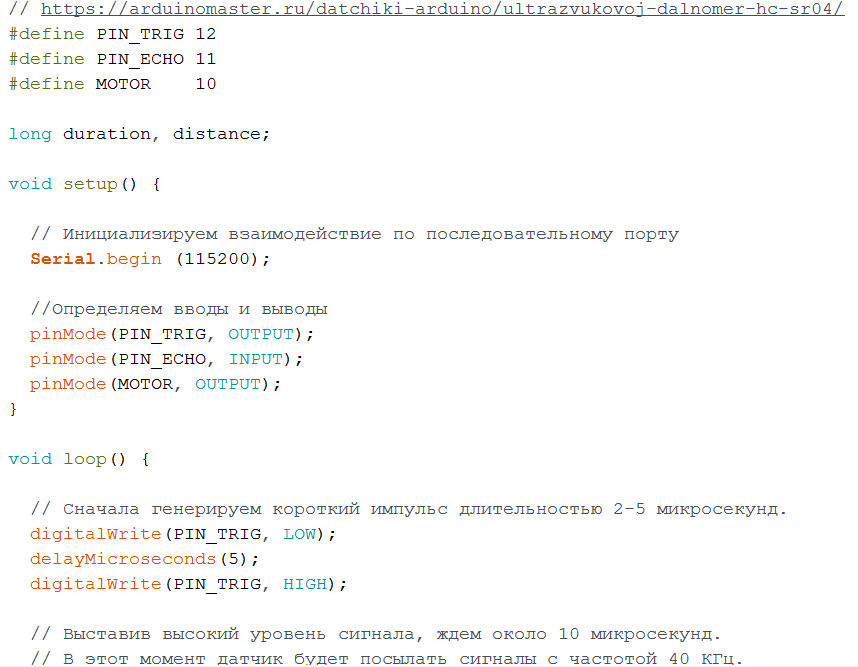 // https://arduinomaster.ru/datchiki-arduino/ultrazvukovoj-dalnomer-hc-sr04/
#define PIN_TRIG 12
#define PIN_ECHO 11
#define MOTOR    10
long duration, distance;
void setup() {
// Инициализируем взаимодействие по последовательному порту
Serial.begin (115200);
//Определяем вводы и выводы
pinMode(PIN_TRIG, OUTPUT);
pinMode(PIN_ECHO, INPUT);
pinMode(MOTOR, OUTPUT);
}
void loop() {
// Сначала генерируем короткий импульс длительностью 2-5 микросекунд.
digitalWrite(PIN_TRIG, LOW);
delayMicroseconds(5);
digitalWrite(PIN_TRIG, HIGH);
// Выставив высокий уровень сигнала, ждем около 10 микросекунд.
// В этот момент датчик будет посылать сигналы с частотой 40 КГц.